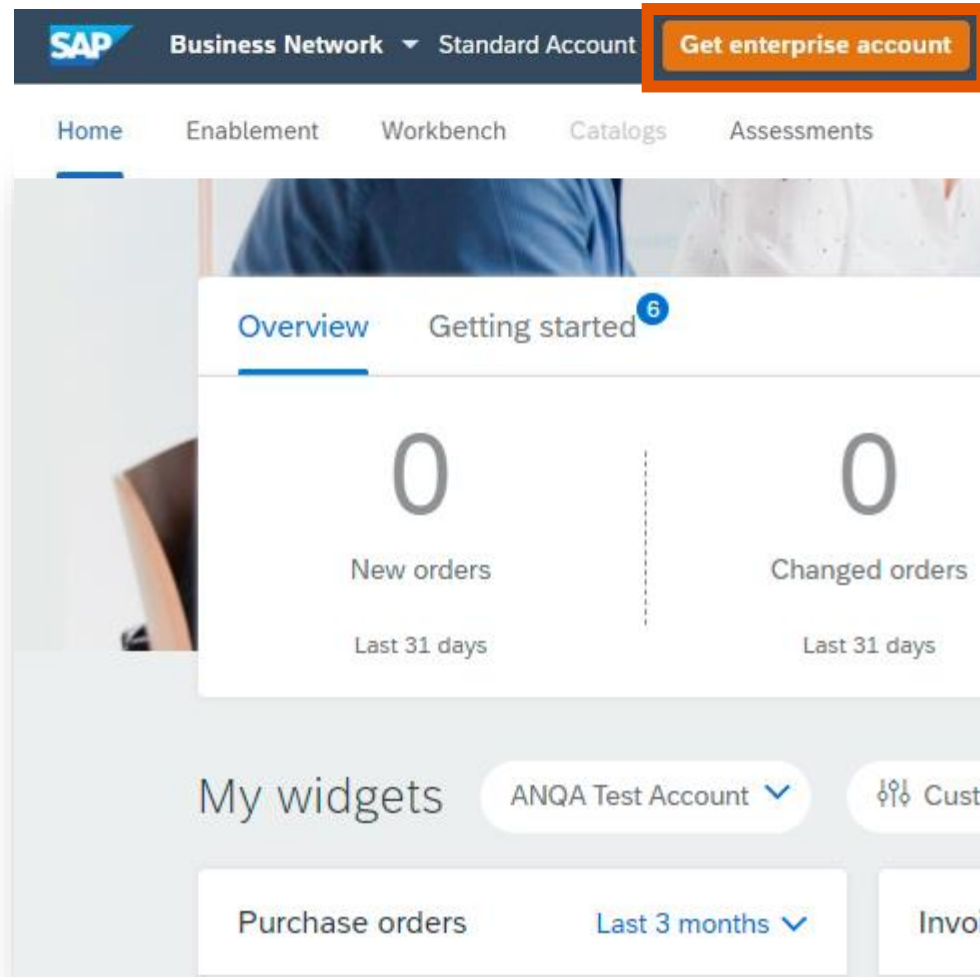 SAP Business Network Standard Account Get enterprise account
Home Enablement Workbench Catalogs Assessments
Overview Getting started 6
0 0
New orders Changed orders
Last 31 days Last 31 days
My widgets ANQA Test Account Cust
Purchase orders Last 3 months Invoi